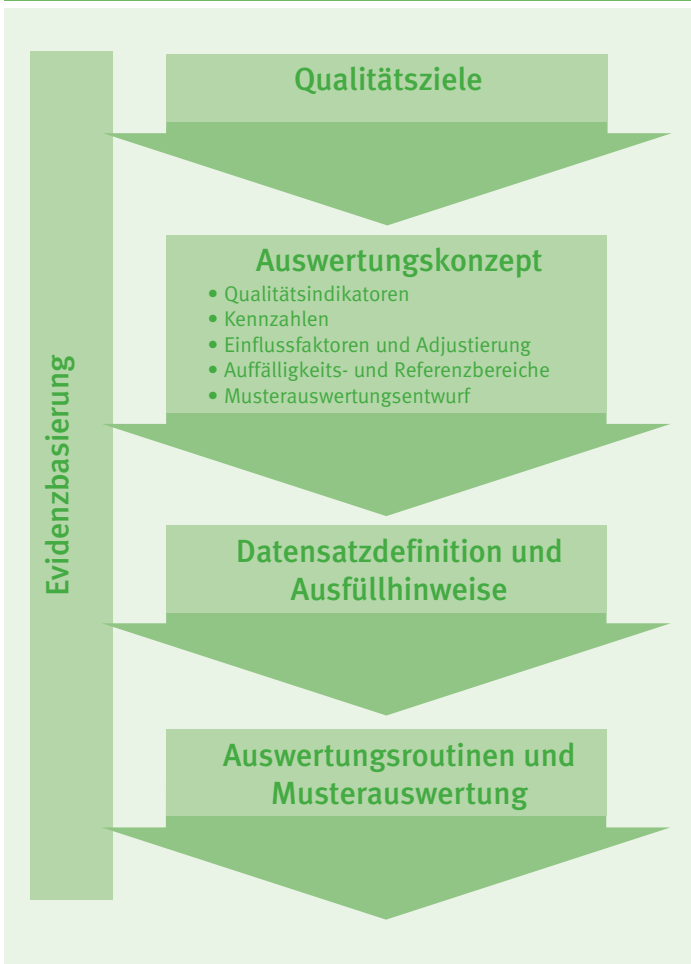 Evidenzbasierung
Qualitätsziele
Auswertungskonzept
• Qualitätsindikatoren
• Kennzahlen
• Einflussfaktoren und Adjustierung
• Auffälligkeits- und Referenzbereiche
• Musterauswertungsentwurf
Datensatzdefinition und
Ausfüllhinweise
Auswertungsroutinen und
Musterauswertung